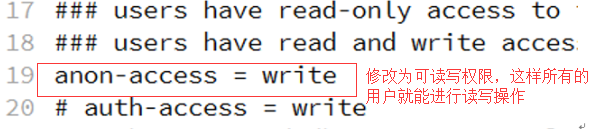 17 ### users have read-only access to
18 ### users have read and write acces
19 anon-access = write
修改为可读写权限，这样所有的
用户就能进行读写操作
20 # auth-access = write